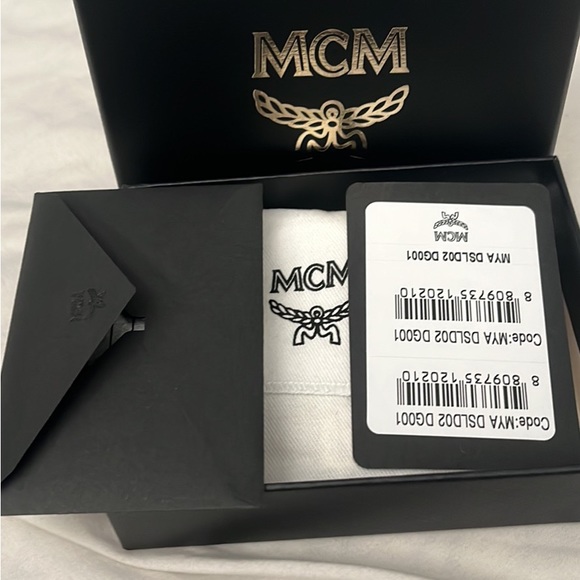 MCM
MCM
MCM
MYA DSLD02 DG001
8 809735 120210
Code:MYA DSLD02 DG001
8 809735 120210
Code:MYA DSLD02 DG001